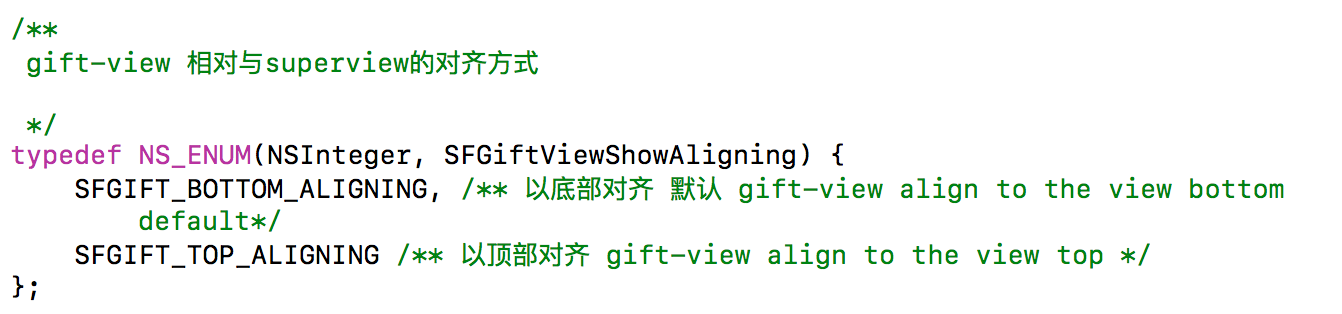 /**
 gift-view 相对与superview的对齐方式
 */
typedef NS_ENUM(NSInteger, SFGiftViewShowAligning) {
    SFGIFT_BOTTOM_ALIGNING, /** 以底部对齐 默认 gift-view align to the view bottom
        default*/
    SFGIFT_TOP_ALIGNING /** 以顶部对齐 gift-view align to the view top */
};